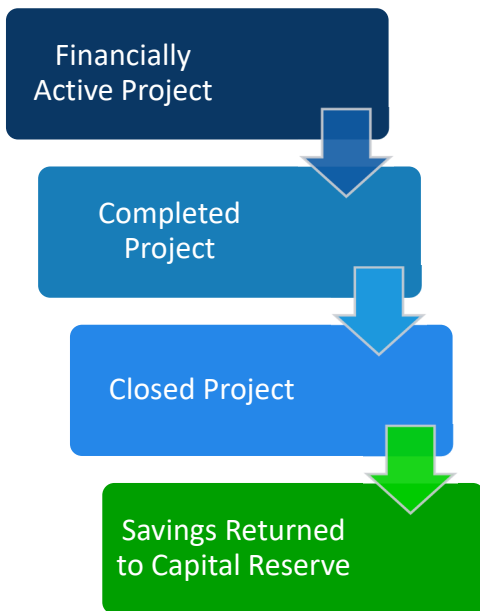 Financially
Active Project
Completed
Project
Closed Project
Savings Returned
to Capital Reserve